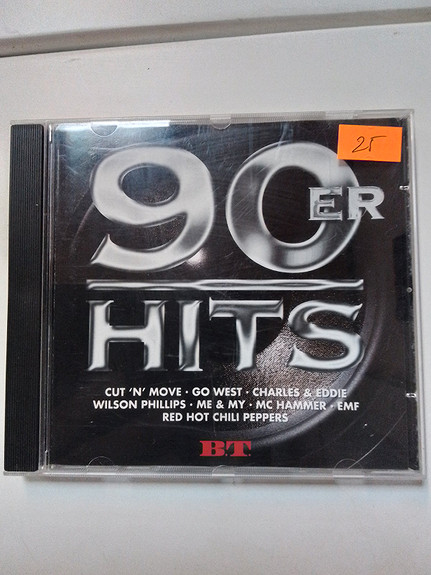 25
90ER
HITS
CUT 'N' MOVE · GO WEST · CHARLES & EDDIE
WILSON PHILLIPS · ME & MY · MC HAMMER · EMF
RED HOT CHILI PEPPERS
B.T.